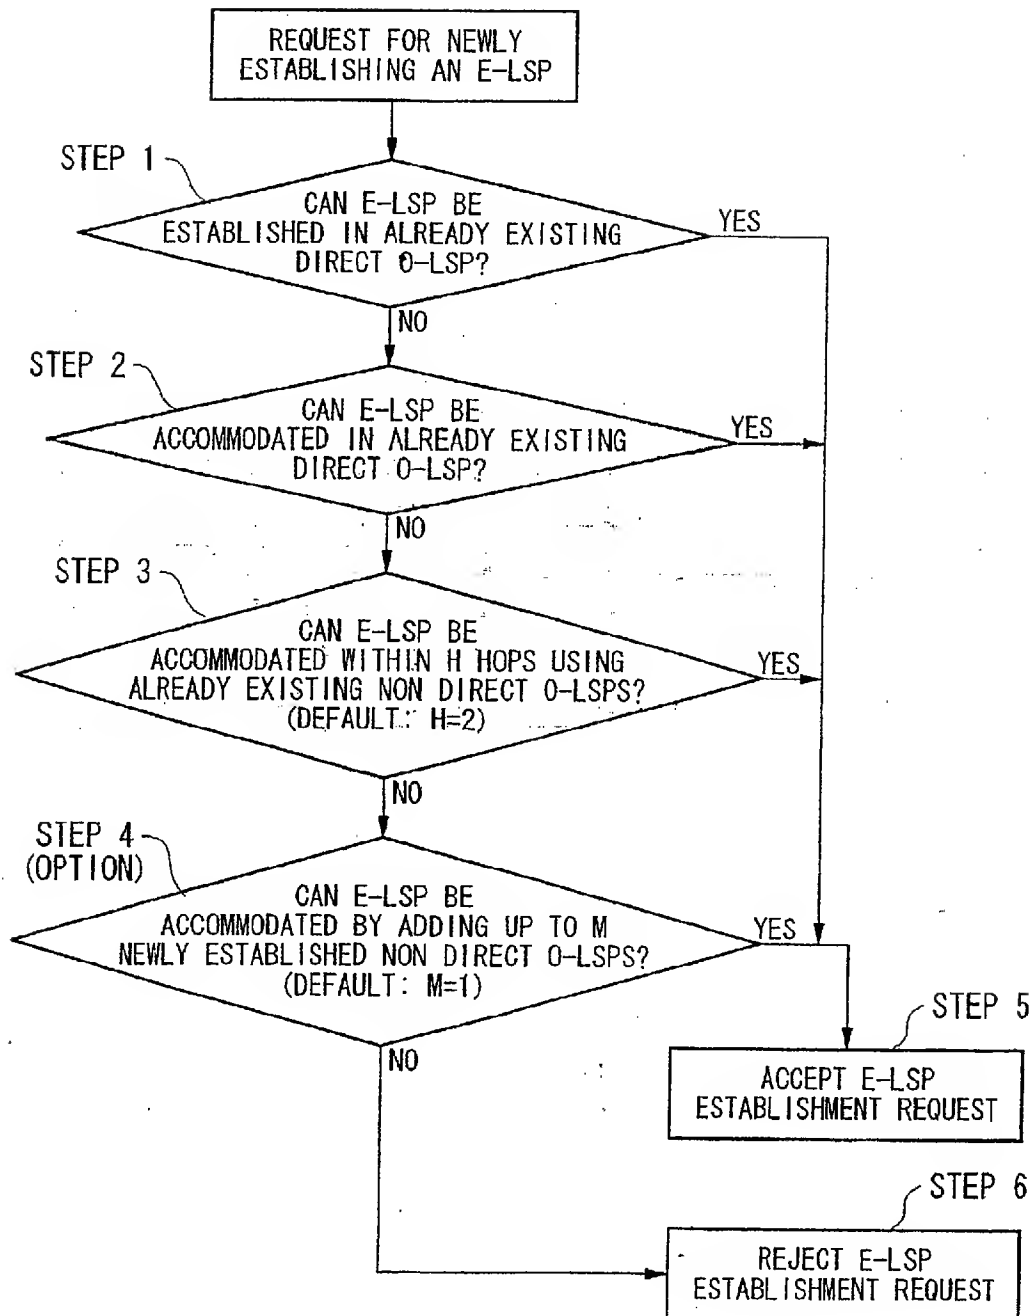 REQUEST FOR NEWLY
ESTABLISHING AN E-LSP
STEP 1
CAN E-LSP BE
ESTABLISHED IN ALREADY EXISTING
DIRECT O-LSP?
YES
NO
STEP 2
CAN E-LSP BE
ACCOMMODATED IN ALREADY EXISTING
DIRECT O-LSP?
YES
NO
STEP 3
CAN E-LSP BE
ACCOMMODATED WITHIN H HOPS USING
ALREADY EXISTING NON DIRECT O-LSPS?
(DEFAULT: H=2)
YES
NO
STEP 4
(OPTION)
CAN E-LSP BE
ACCOMMODATED BY ADDING UP TO M
NEWLY ESTABLISHED NON DIRECT O-LSPS?
(DEFAULT: M=1)
YES
NO
STEP 5
ACCEPT E-LSP
ESTABLISHMENT REQUEST
STEP 6
REJECT E-LSP
ESTABLISHMENT REQUEST